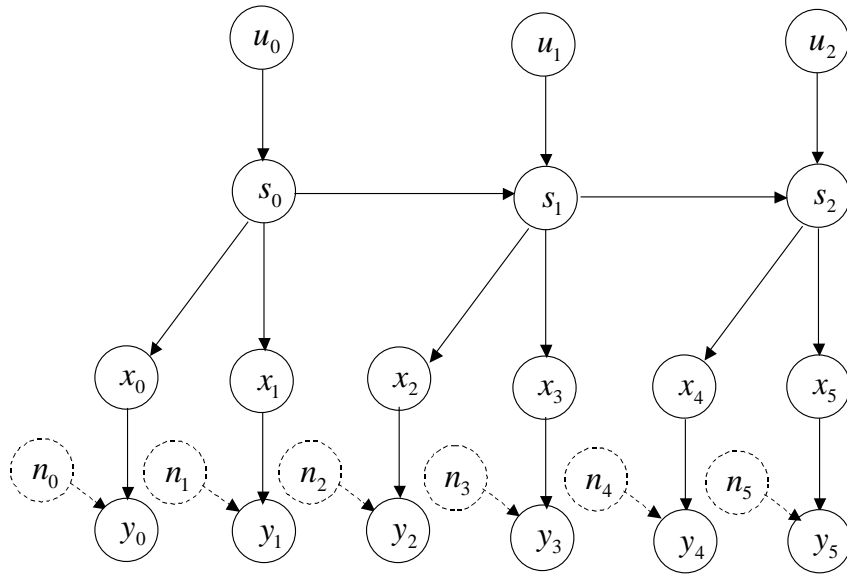 u₀ u₁ u₂
s₀ s₁ s₂
x₀ x₁ x₂ x₃ x₄ x₅
n₀ n₁ n₂ n₃ n₄ n₅
y₀ y₁ y₂ y₃ y₄ y₅